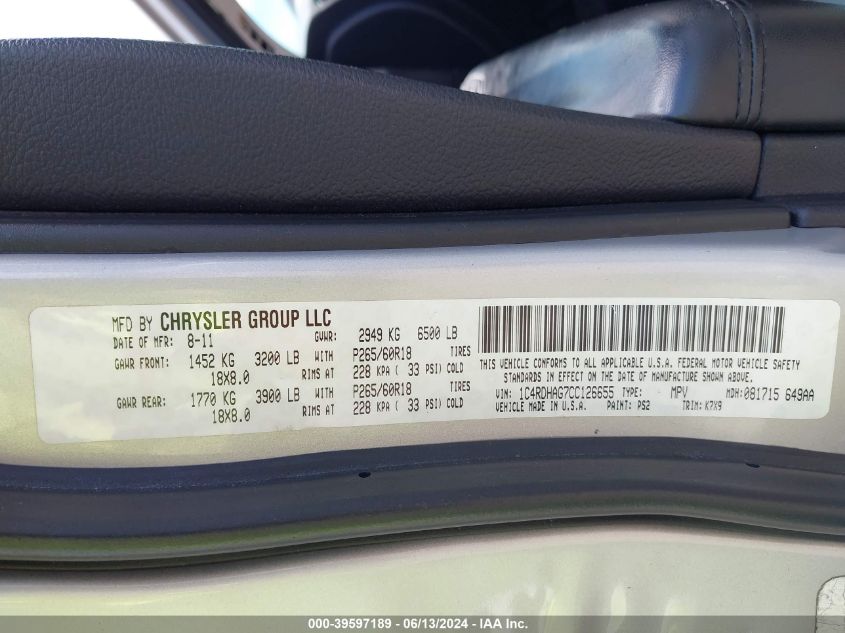 MFD BY CHRYSLER GROUP LLC
DATE OF MFR: 8-11 GVWR: 2949 KG 6500 LB
GAWR FRONT: 1452 KG 3200 LB WITH P265/60R18 TIRES
18X8.0 RIMS AT 228 KPA ( 33 PSI) COLD
GAWR REAR: 1770 KG 3900 LB WITH P265/60R18 TIRES
18X8.0 RIMS AT 228 KPA ( 33 PSI) COLD
THIS VEHICLE CONFORMS TO ALL APPLICABLE U.S.A. FEDERAL MOTOR VEHICLE SAFETY
STANDARDS IN EFFECT ON THE DATE OF MANUFACTURE SHOWN ABOVE.
VIN: 1C4RDHAG7CC126655 TYPE: MPV MDH: 081715 649AA
VEHICLE MADE IN U.S.A. PAINT: PS2 TRIM: K7X9
000-39597189 - 06/13/2024 - IAA Inc.